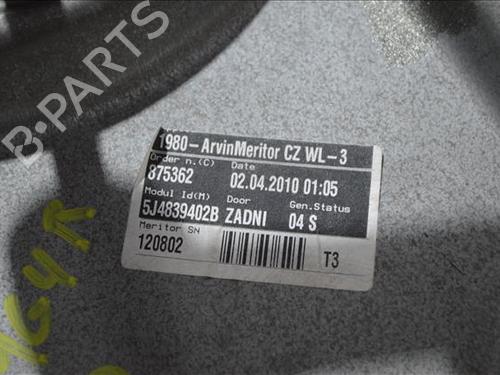 B-PARTS
1980-ArvinMeritor CZ WL-3
Order n.(C) Date
875362 02.04.2010 01:05
Modul Id(M) Door Gen.Status
5J4839402B ZADNI 04 S
Meritor SN
120802 T3